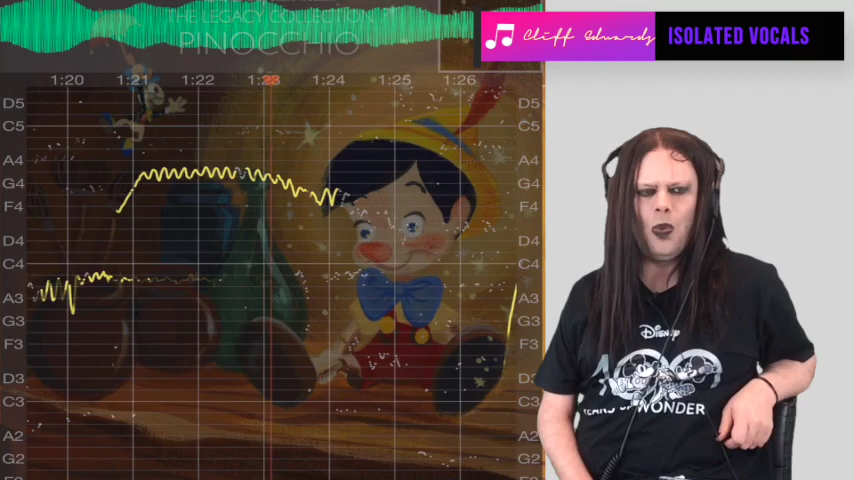 THE LEGACY COLLECTION
PINOCCHIO
Cliff Edwards
ISOLATED VOCALS
1:20 1:21 1:22 1:23 1:24 1:25 1:26
D5 D5
C5 C5
A4 A4
G4 G4
F4 F4
D4 D4
C4 C4
A3 A3
G3 G3
F3 F3
D3 D3
C3 C3
A2 A2
G2 G2
Disney
100
YEARS OF WONDER